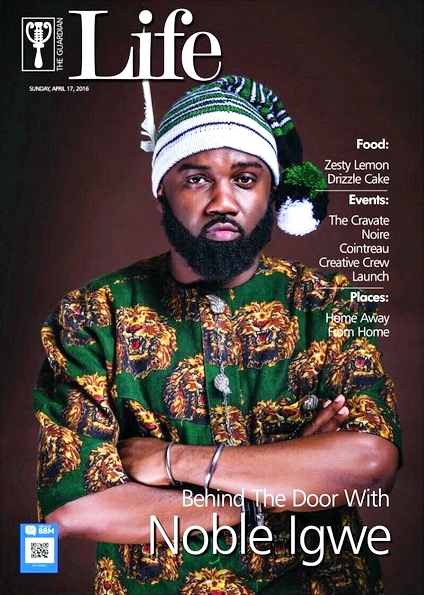 THE GUARDIAN
Life
SUNDAY, APRIL 17, 2016
Food:
Zesty Lemon
Drizzle Cake
Events:
The Cravate
Noire
Cointreau
Creative Crew
Launch
Places:
Home Away
From Home
Behind The Door With
Noble Igwe
BBM